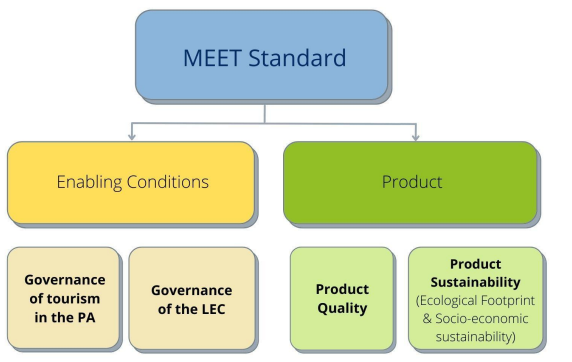 MEET Standard
Enabling Conditions
Product
Governance
of tourism
in the PA
Governance
of the LEC
Product
Quality
Product
Sustainability
(Ecological Footprint
& Socio-economic
sustainability)